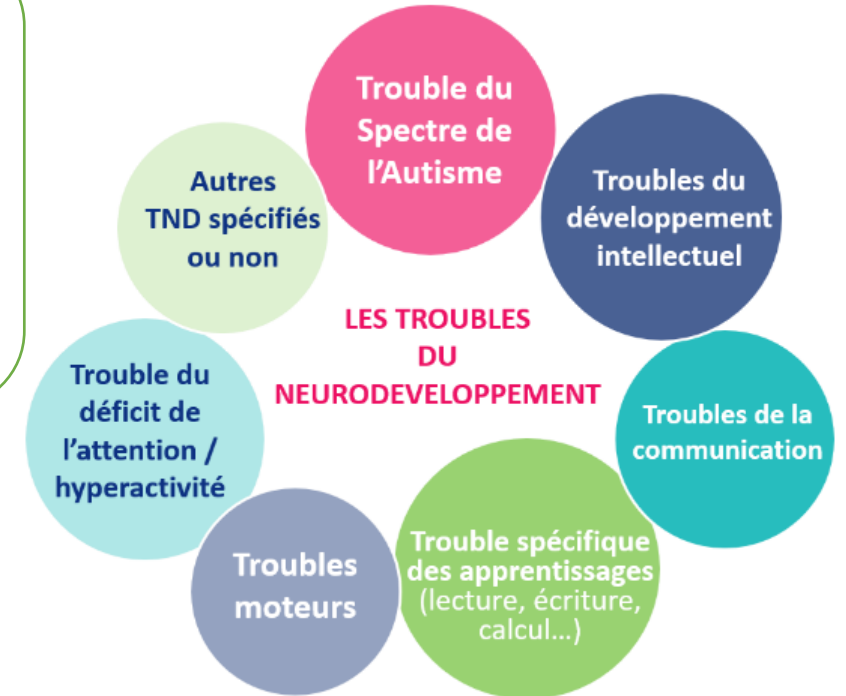 Trouble du
Spectre de
l'Autisme
Troubles du
développement
intellectuel
Troubles de la
communication
Trouble spécifique
des apprentissages
(lecture, écriture,
calcul...)
Troubles
moteurs
Trouble du
déficit de
l'attention /
hyperactivité
Autres
TND spécifiés
ou non
LES TROUBLES
DU
NEURODEVELOPPEMENT